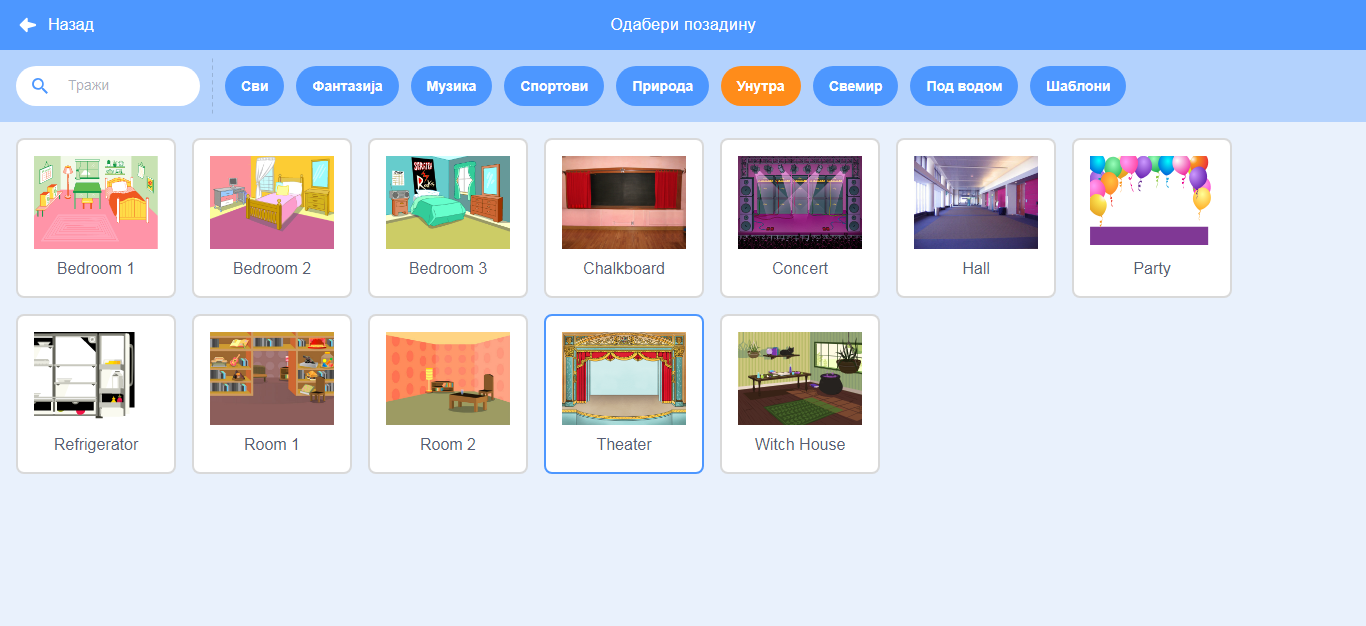 Назад
Одабери позадину
Тражи
Сви
Фантазија
Музика
Спортови
Природа
Унутра
Свемир
Под водом
Шаблони
Bedroom 1
Bedroom 2
Bedroom 3
Chalkboard
Concert
Hall
Party
Refrigerator
Room 1
Room 2
Theater
Witch House